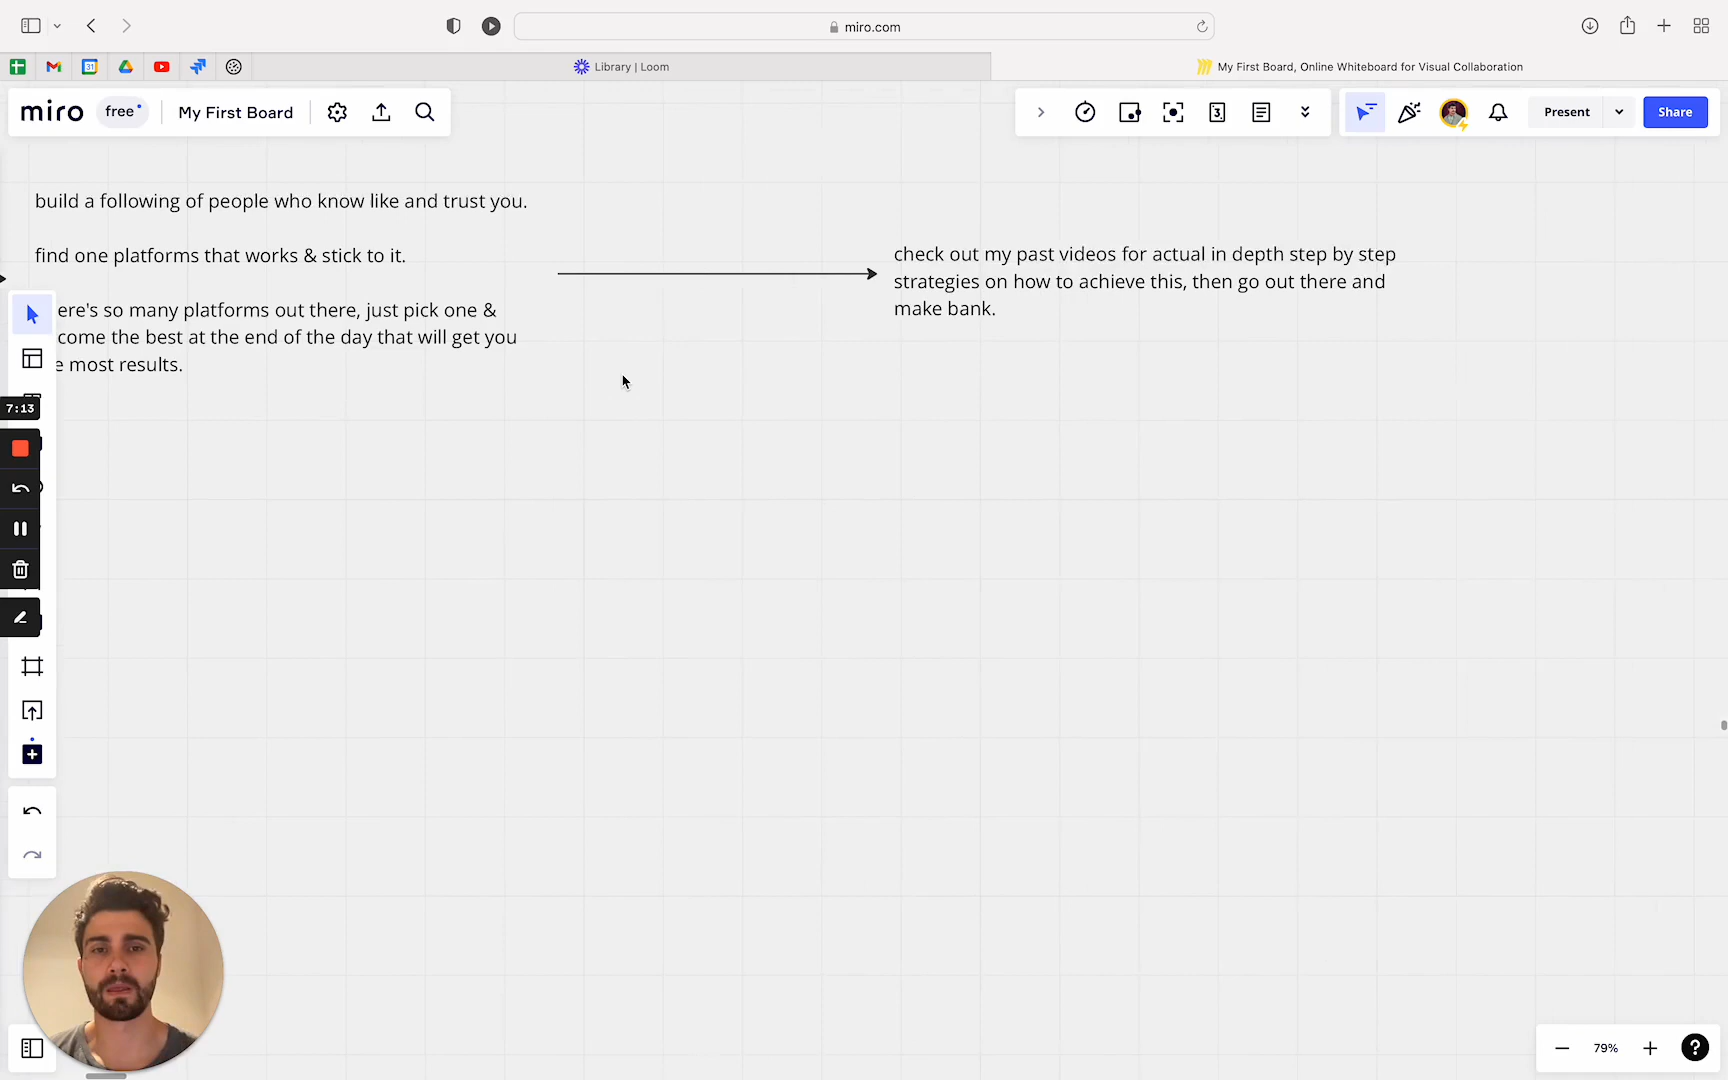 miro.com
31
Library | Loom
My First Board, Online Whiteboard for Visual Collaboration
miro
free
My First Board
3
Present
Share
build a following of people who know like and trust you.
find one platforms that works & stick to it.
ere's so many platforms out there, just pick one &
come the best at the end of the day that will get you
e most results.
check out my past videos for actual in depth step by step
strategies on how to achieve this, then go out there and
make bank.
7:13
79%
?